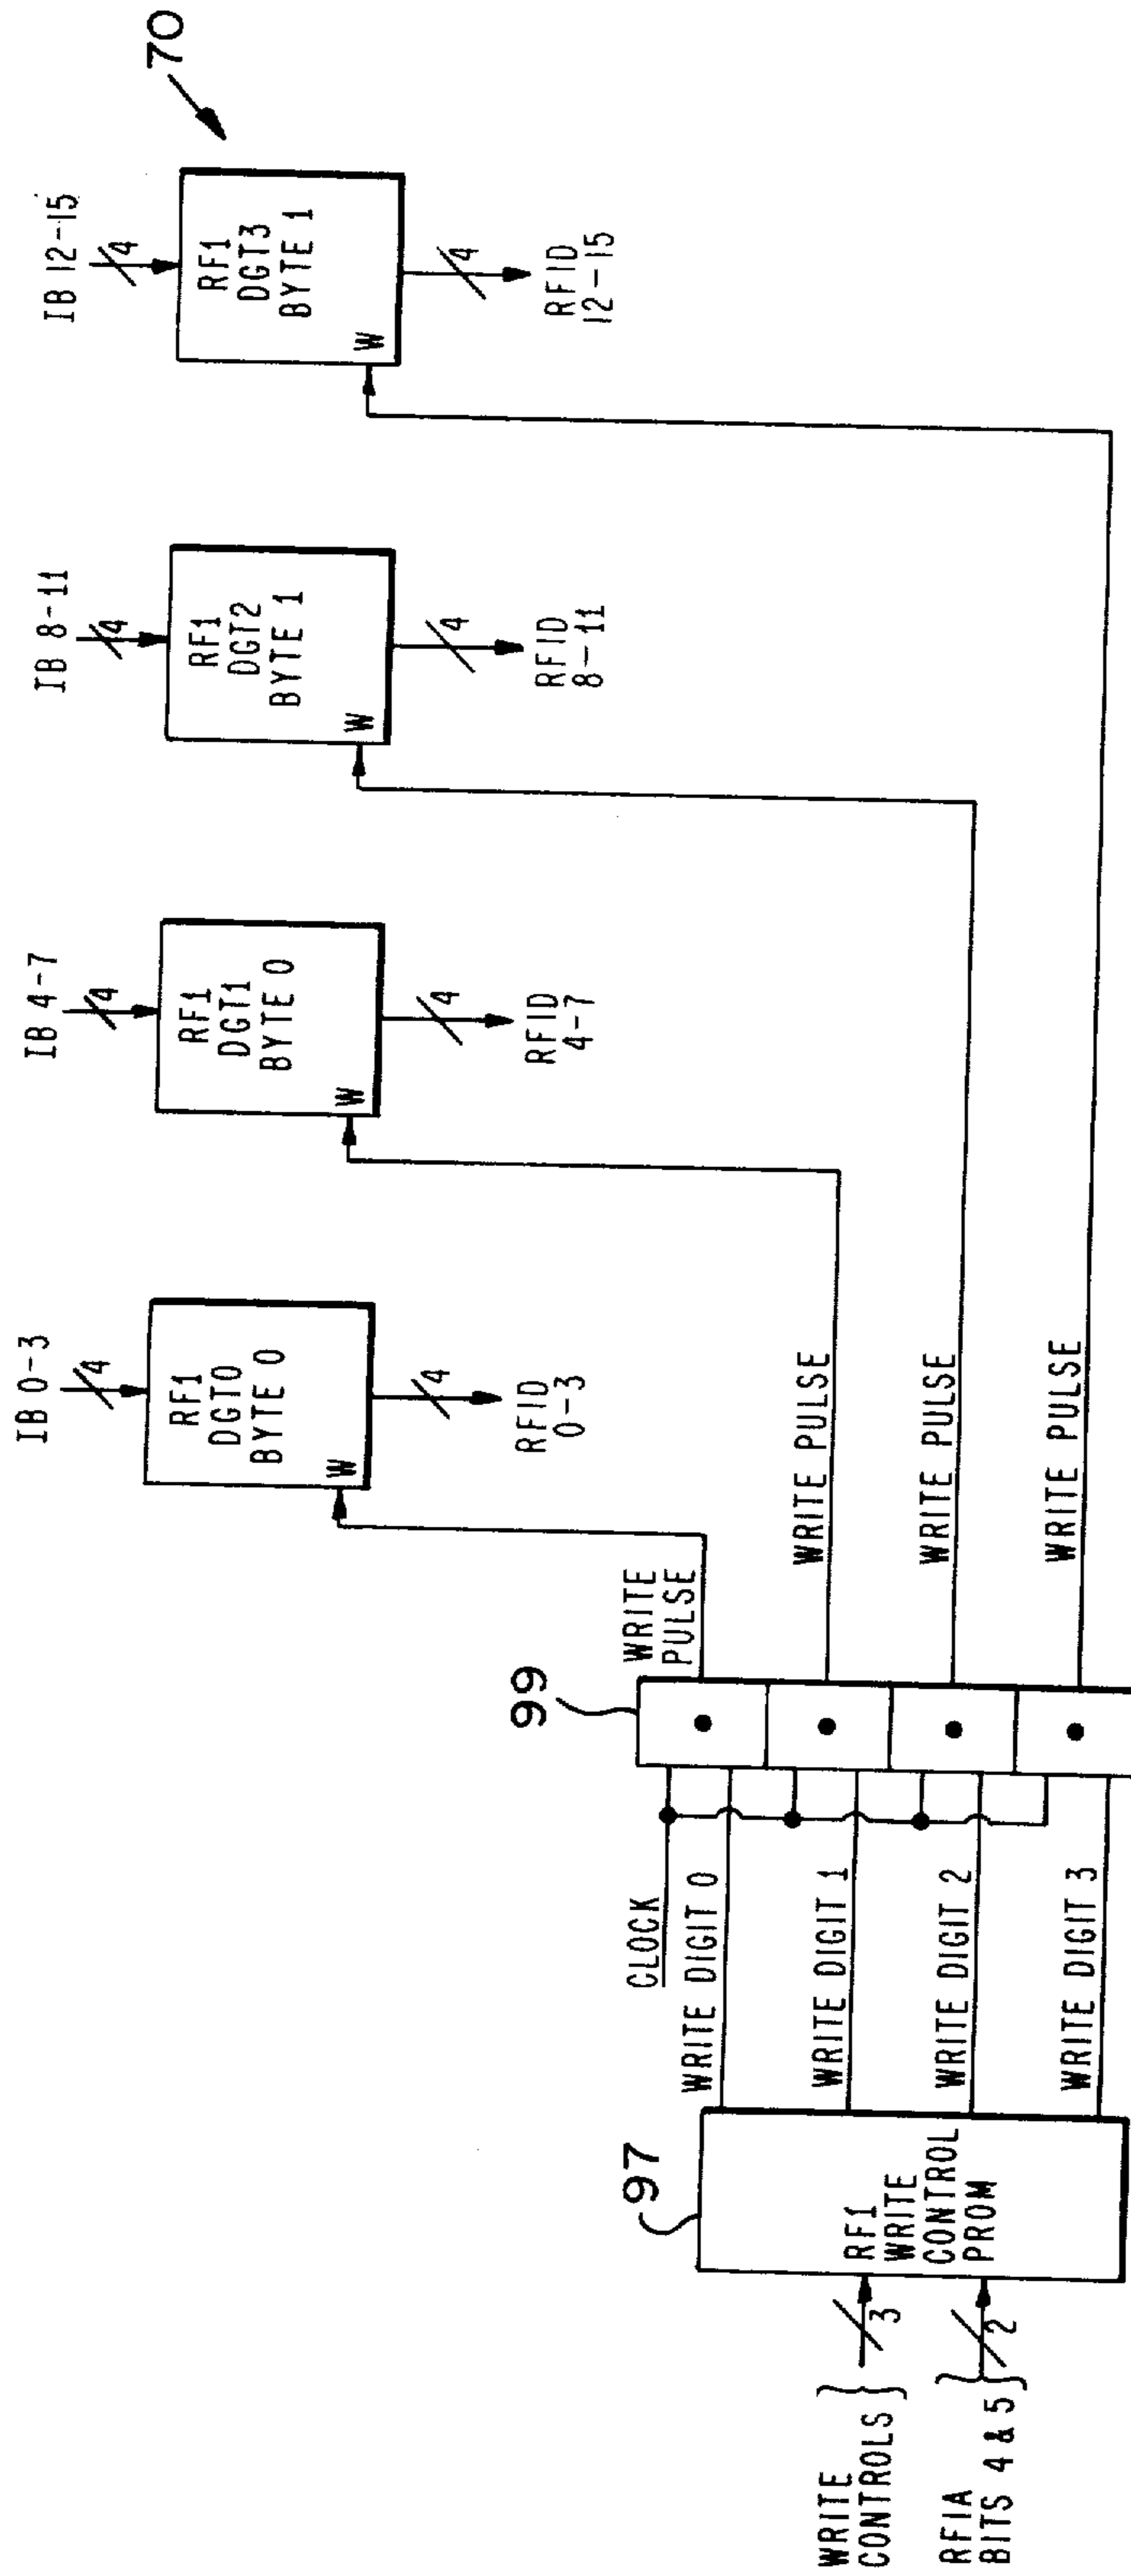 70
IB 0-3
4
RF1
DGT0
BYTE 0
W
4
RFID
0-3
IB 4-7
4
RF1
DGT1
BYTE 0
W
4
RFID
4-7
IB 8-11
4
RF1
DGT2
BYTE 1
W
4
RFID
8-11
IB 12-15
4
RF1
DGT3
BYTE 1
W
4
RFID
12-15
99
WRITE
PULSE
WRITE PULSE
WRITE PULSE
WRITE PULSE
CLOCK
WRITE DIGIT 0
WRITE DIGIT 1
WRITE DIGIT 2
WRITE DIGIT 3
97
RF1
WRITE
CONTROL
PROM
WRITE
CONTROLS }
3
RFIA
BITS 4 & 5 }
2